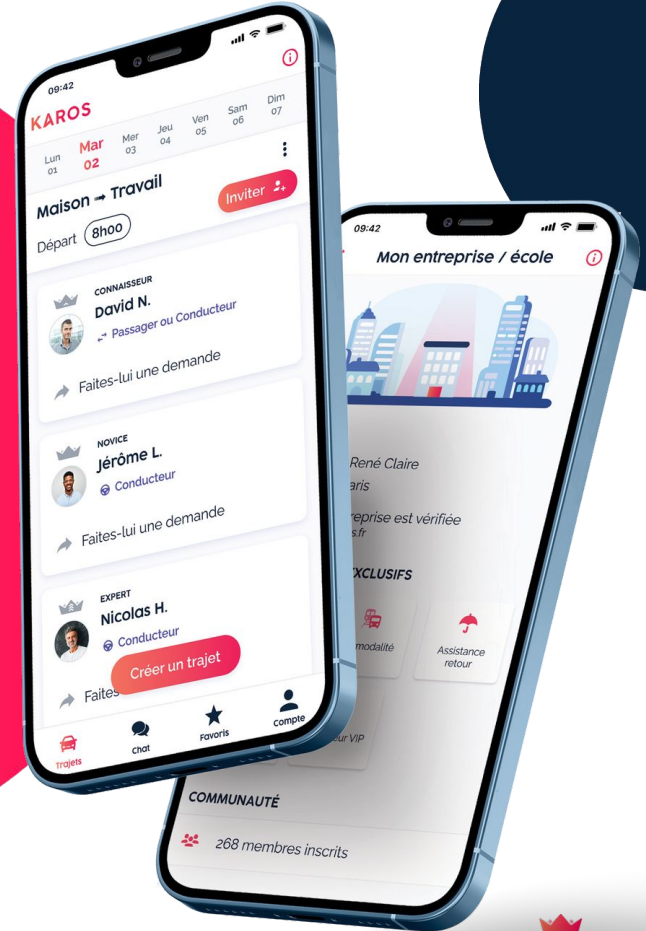 09:42
KAROS
Lun Mar Mer Jeu Ven Sam Dim
01 02 03 04 05 06 07
Maison → Travail
Départ 8h00
Inviter
CONNAISSEUR
David N.
Passager ou Conducteur
Faites-lui une demande
NOVICE
Jérôme L.
Conducteur
Faites-lui une demande
EXPERT
Nicolas H.
Conducteur
Faites
Créer un trajet
Trajets
Chat
Favoris
Compte
09:42
Mon entreprise / école
René Claire
aris
reprise est vérifiée
s.fr
XCLUSIFS
modalité
Assistance
retour
ur VIP
COMMUNAUTÉ
268 membres inscrits